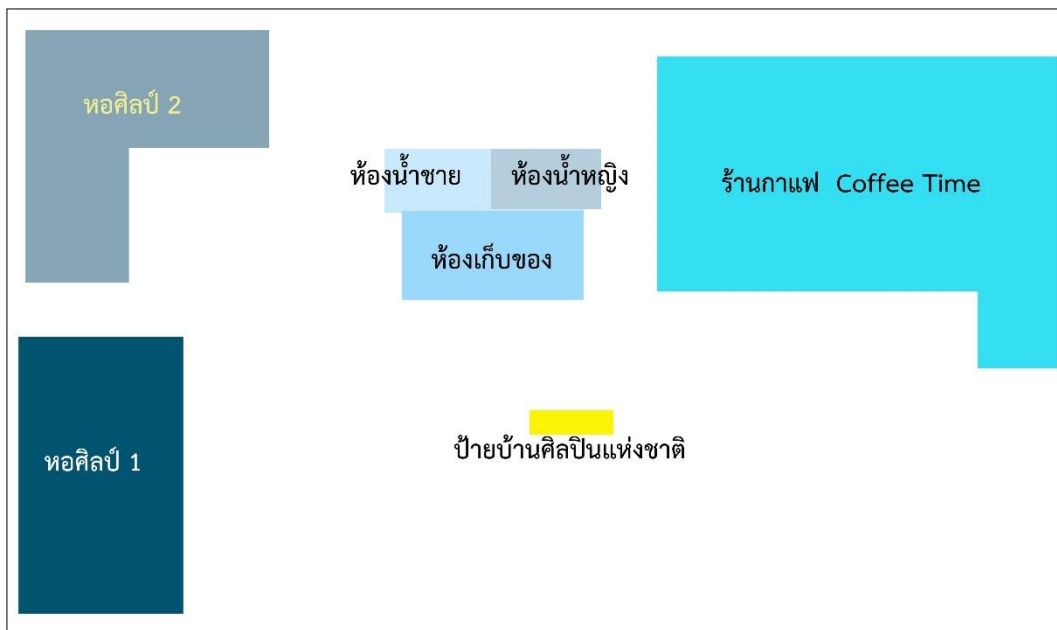 หอศิลป์ 2
ห้องน้ำชาย
ห้องน้ำหญิง
ร้านกาแฟ Coffee Time
ห้องเก็บของ
ป้ายบ้านศิลปินแห่งชาติ
หอศิลป์ 1